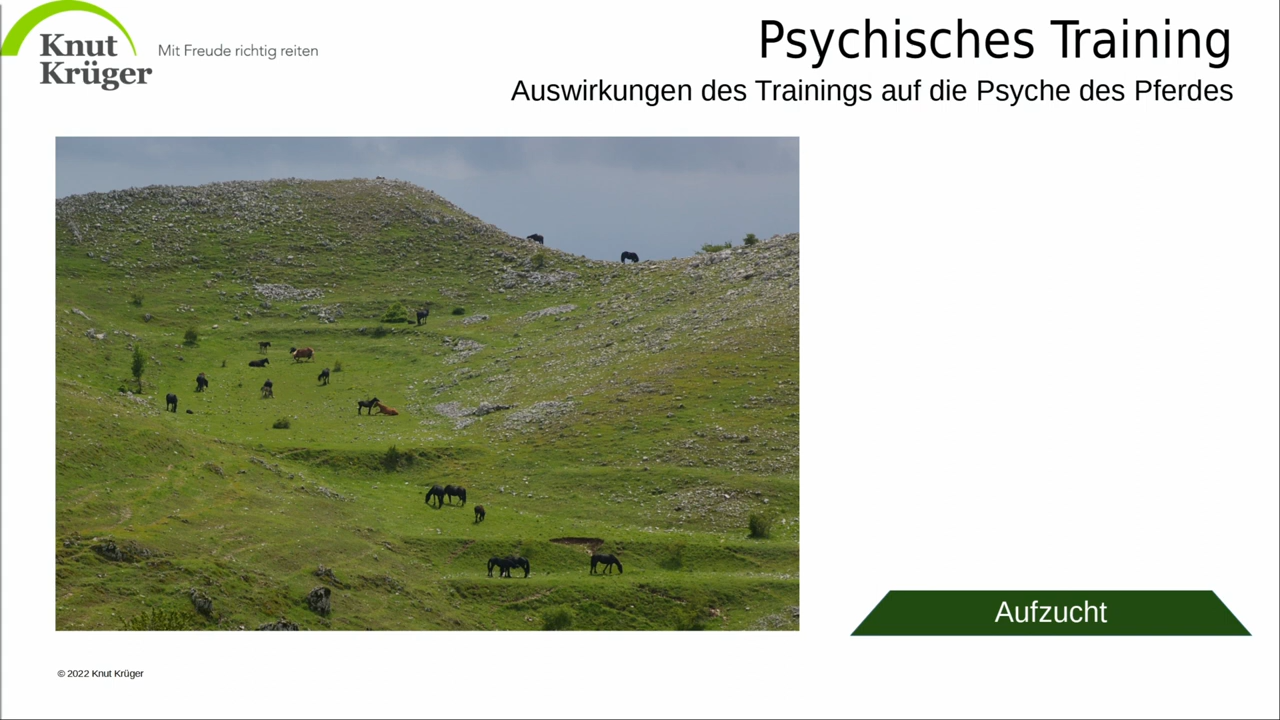 Knut
Krüger
Mit Freude richtig reiten
Psychisches Training
Auswirkungen des Trainings auf die Psyche des Pferdes
Aufzucht
© 2022 Knut Krüger